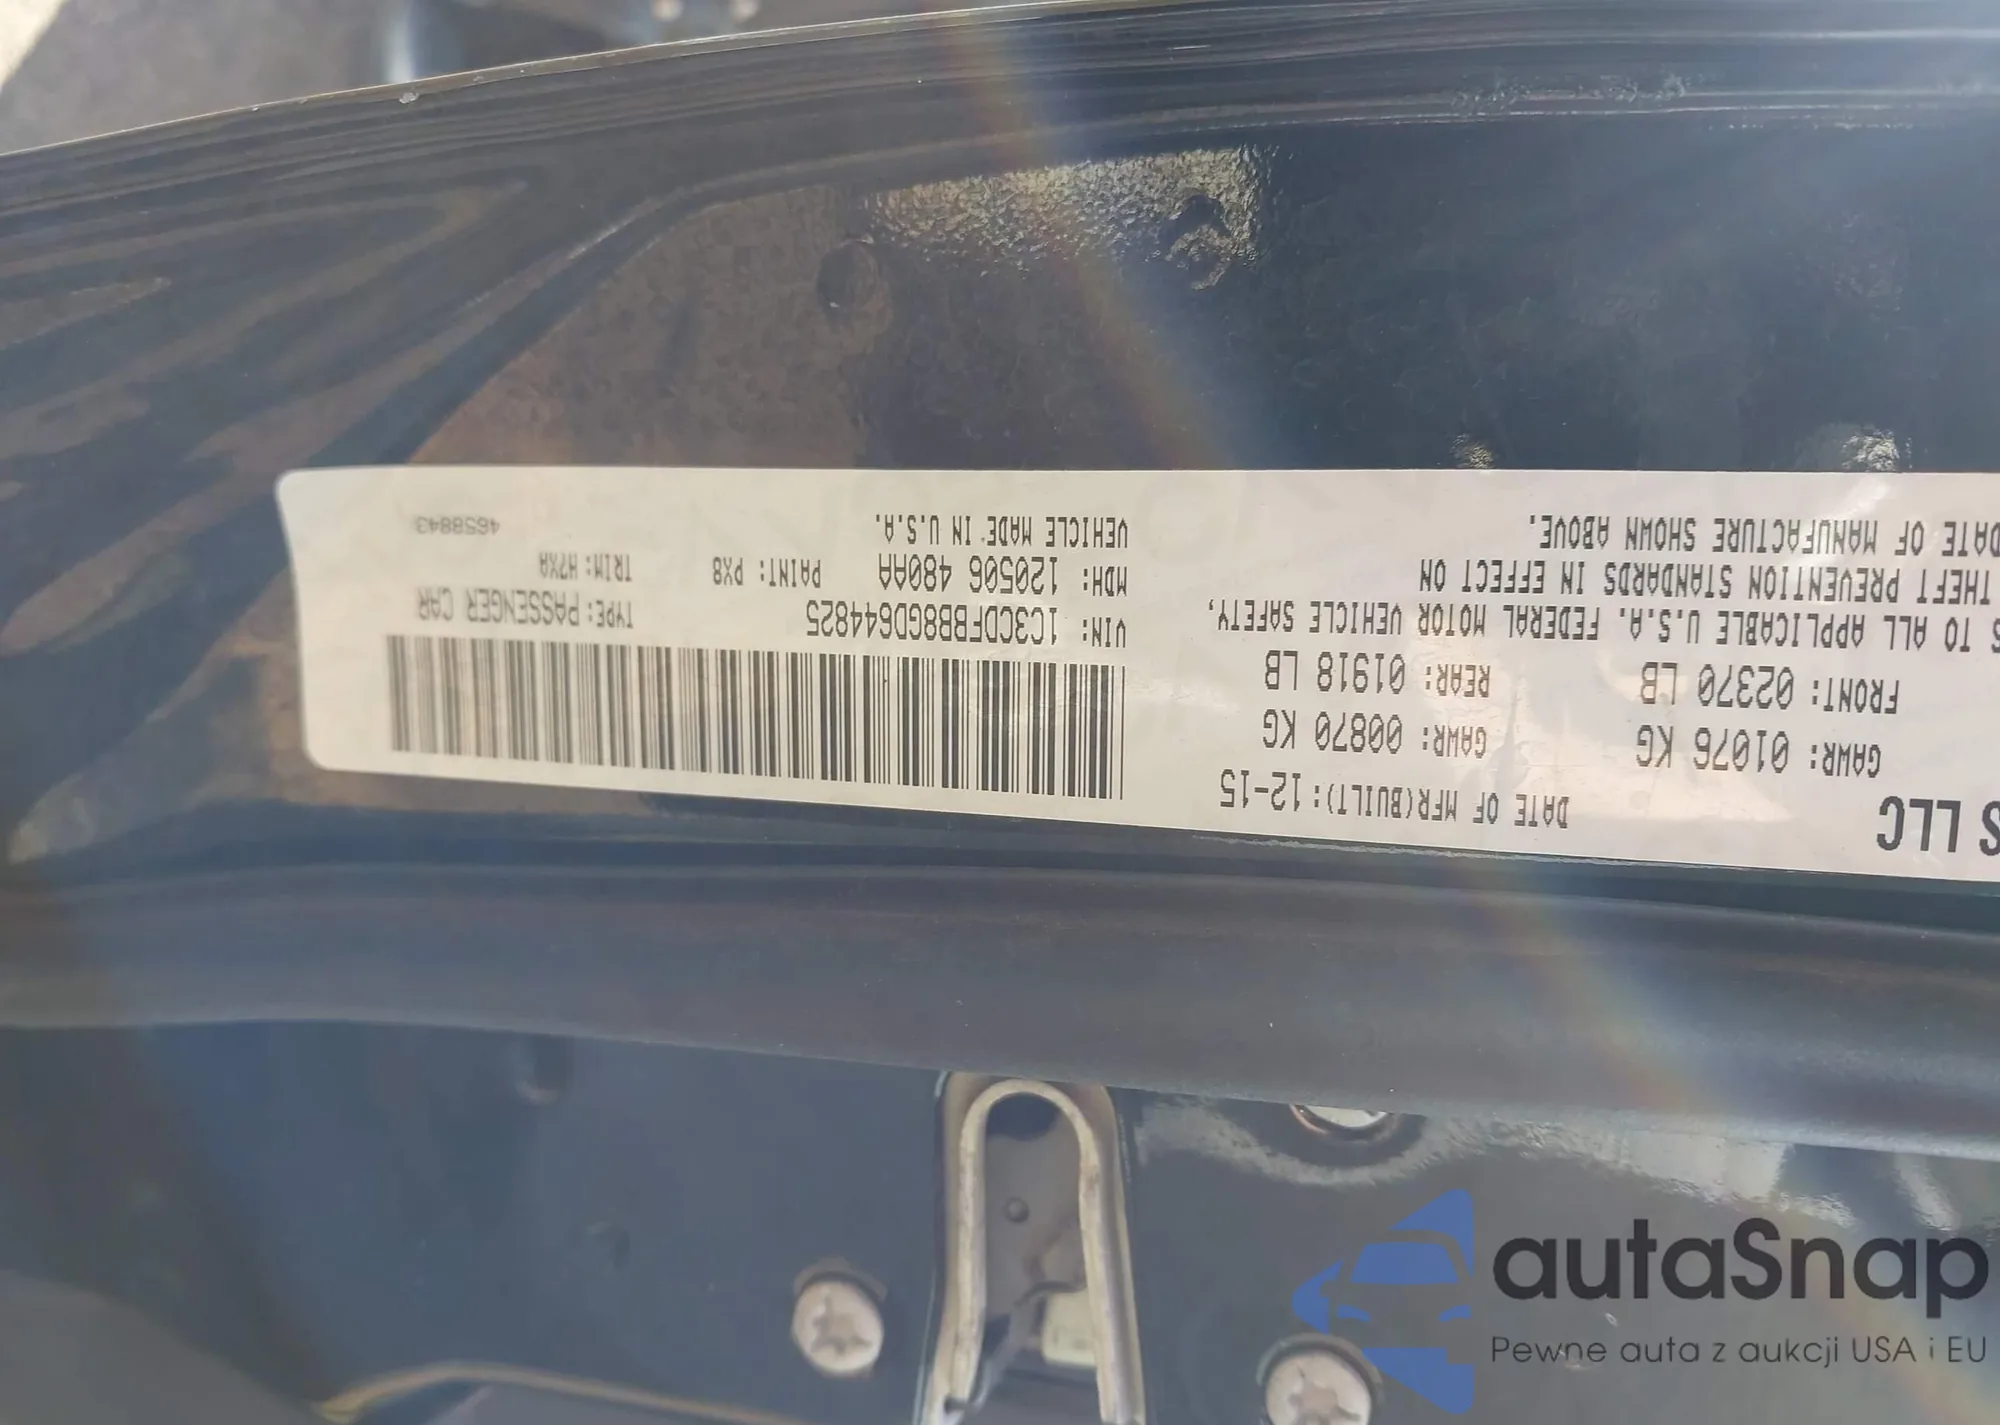 S LLC
DATE OF MFR(BUILT): 12-15
GAWR: 01076 KG GAWR: 00870 KG
FRONT: 02370 LB REAR: 01918 LB
S TO ALL APPLICABLE U.S.A. FEDERAL MOTOR VEHICLE SAFETY,
THEFT PREVENTION STANDARDS IN EFFECT ON
DATE OF MANUFACTURE SHOWN ABOVE.
VIN: 1C3CDFBB8GD644825 TYPE: PASSENGER CAR
MDH: 120506 480AA PAINT: PX8 TRIM: H7XA
VEHICLE MADE IN U.S.A. 4658843
autaSnap
Pewne auta z aukcji USA i EU